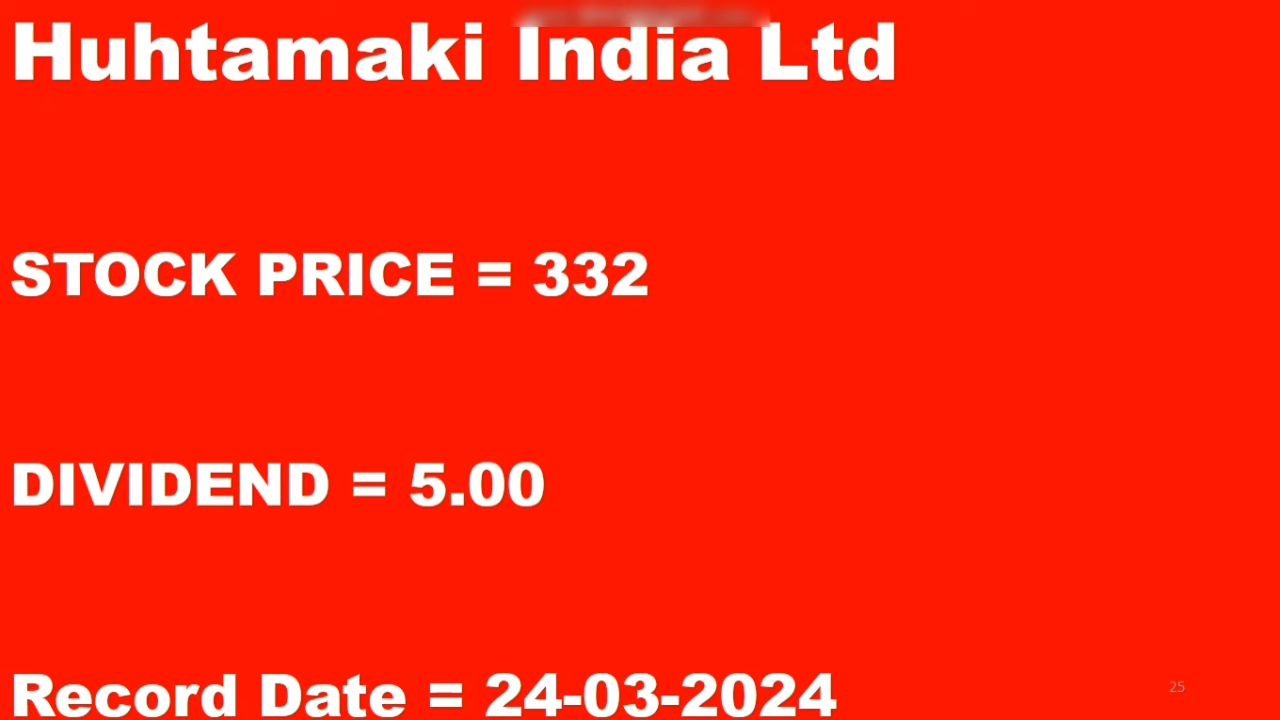 Huhtamaki India Ltd
STOCK PRICE = 332
DIVIDEND = 5.00
Record Date = 24-03-2024
25